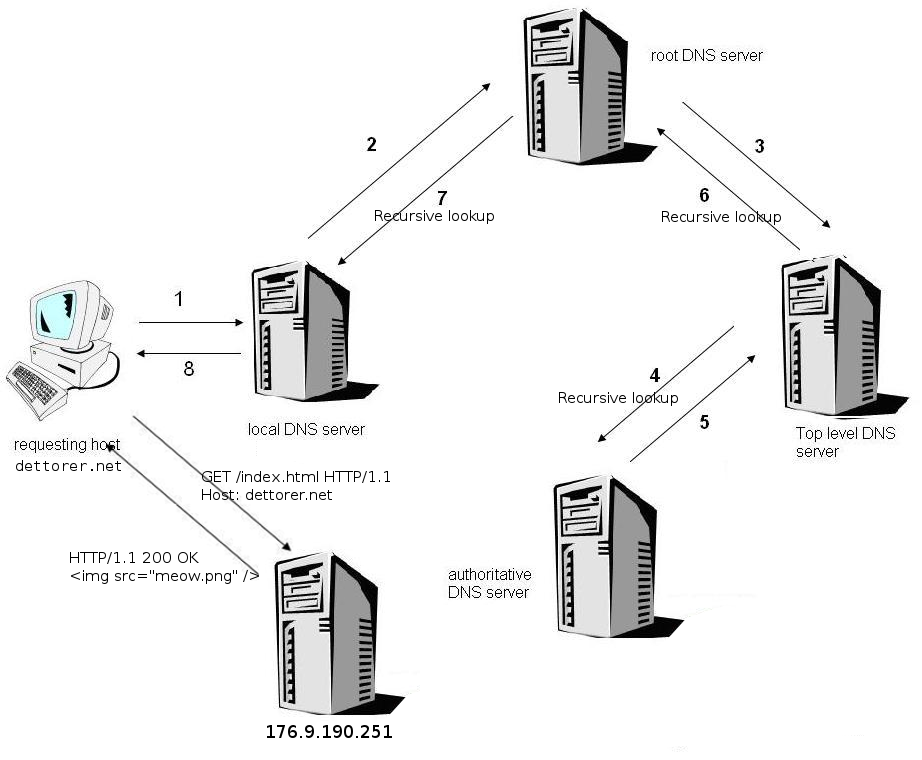 root DNS server
2
3
7
Recursive lookup
6
Recursive lookup
1
8
local DNS server
4
Recursive lookup
5
Top level DNS
server
requesting host
dettorer.net
GET /index.html HTTP/1.1
Host: dettorer.net
HTTP/1.1 200 OK
<img src="meow.png" />
authoritative
DNS server
176.9.190.251